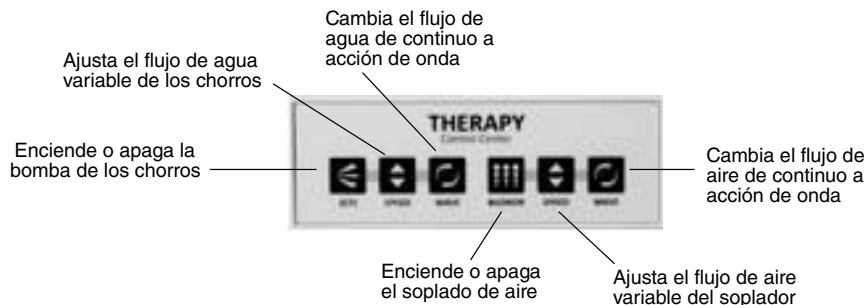 Cambia el flujo de
agua de continuo a
acción de onda
Ajusta el flujo de agua
variable de los chorros
Enciende o apaga la
bomba de los chorros
THERAPY
Control Center
JETS SPEED WAVE SPEED WAVE
Cambia el flujo de
aire de continuo a
acción de onda
Enciende o apaga
el soplado de aire
Ajusta el flujo de aire
variable del soplador